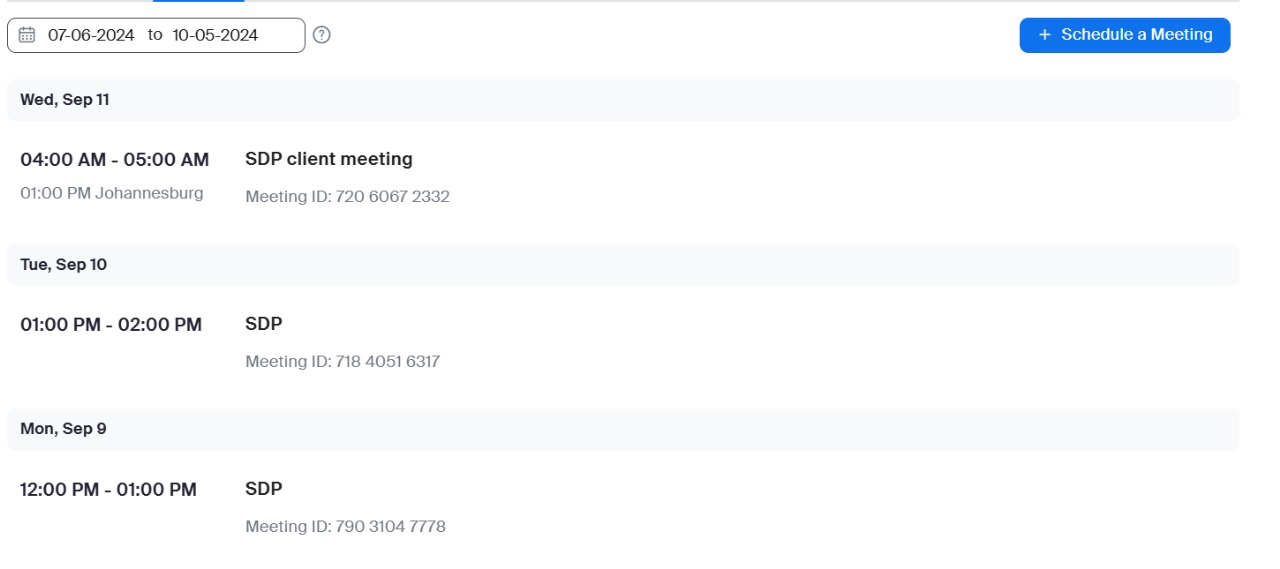 07-06-2024 to 10-05-2024 ?
+ Schedule a Meeting
Wed, Sep 11
04:00 AM - 05:00 AM
SDP client meeting
01:00 PM Johannesburg
Meeting ID: 720 6067 2332
Tue, Sep 10
01:00 PM - 02:00 PM
SDP
Meeting ID: 718 4051 6317
Mon, Sep 9
12:00 PM - 01:00 PM
SDP
Meeting ID: 790 3104 7778